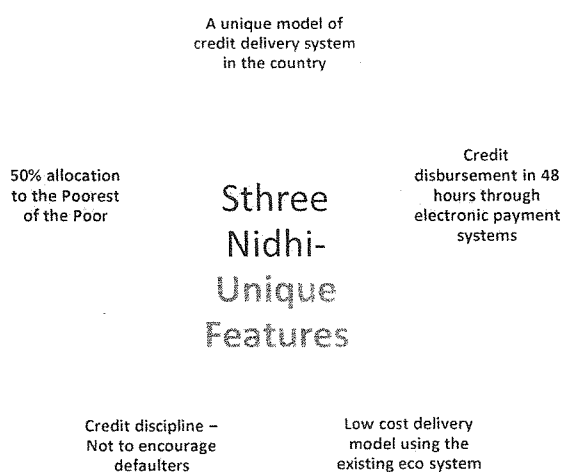 A unique model of
credit delivery system
in the country
50% allocation
to the Poorest
of the Poor
Sthree
Nidhi-
Unique
Features
Credit
disbursement in 48
hours through
electronic payment
systems
Credit discipline –
Not to encourage
defaulters
Low cost delivery
model using the
existing eco system